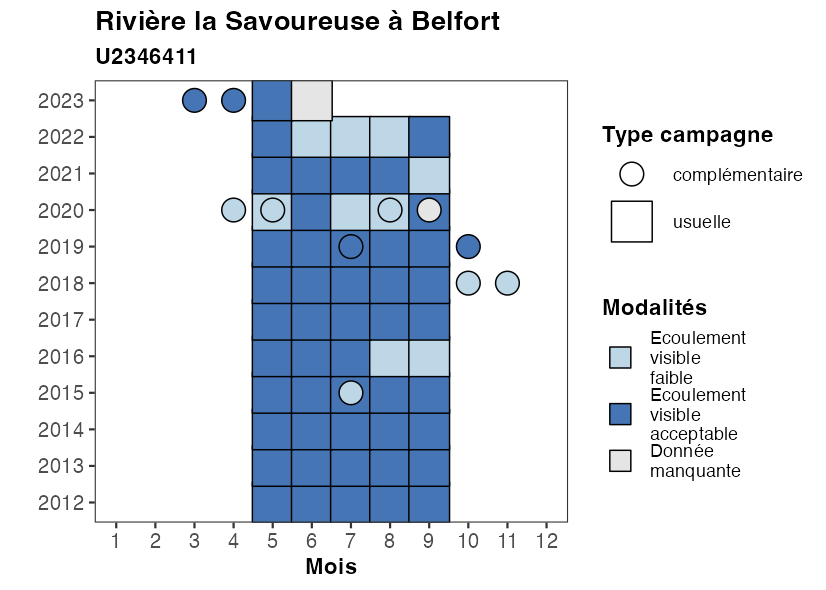 Rivière la Savoureuse à Belfort
U2346411
2023
2022
2021
2020
2019
2018
2017
2016
2015
2014
2013
2012
1 2 3 4 5 6 7 8 9 10 11 12
Mois
Type campagne
complémentaire
usuelle
Modalités
Ecoulement
visible
faible
Ecoulement
visible
acceptable
Donnée
manquante